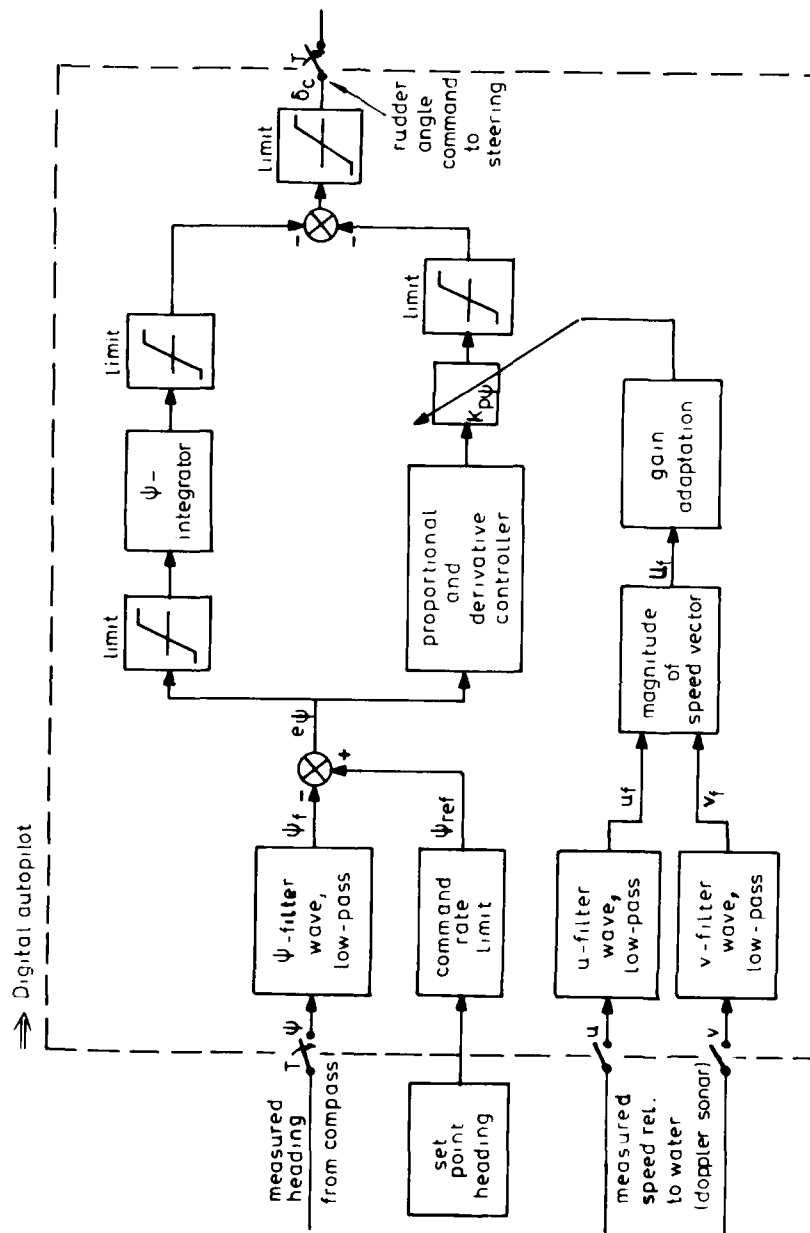 ⇒ Digital autopilot
measured
heading
from compass
T
ψ
ψ-filter
wave,
low-pass
ψf
-
+
eψ
set
point
heading
command
rate
limit
ψref
limit
ψ-
integrator
limit
proportional
and
derivative
controller
kpψ
limit
-
-
limit
δc
T
rudder
angle
command
to
steering
measured
speed rel.
to water
(doppler sonar)
u
v
u-filter
wave,
low-pass
v-filter
wave,
low-pass
uf
vf
magnitude
of
speed vector
Uf
gain
adaptation